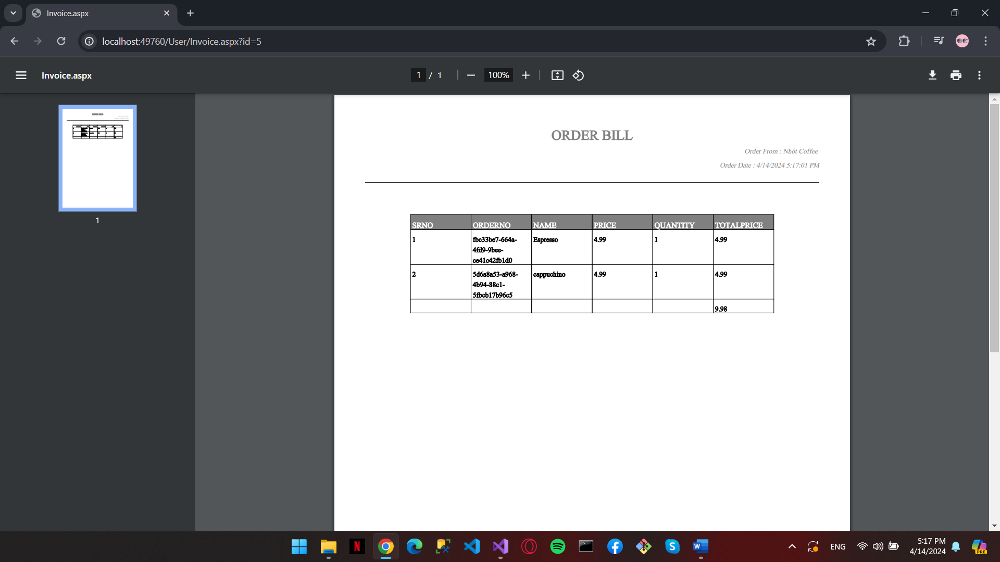 Invoice.aspx
localhost:49760/User/Invoice.aspx?id=5
Invoice.aspx
1 / 1
100%
1
ORDER BILL
Order From : Nhót Coffee
Order Date : 4/14/2024 5:17:01 PM
SRNO ORDERNO NAME PRICE QUANTITY TOTALPRICE
1 fbc33be7-664a- Espresso 4.99 1 4.99
4fd9-9bee-
ce41c42fb1d0
2 5d6a8a53-a968- cappuchino 4.99 1 4.99
4b94-88c1-
5fbcb17b96c5
9.98
ENG
5:17 PM
4/14/2024
PRE